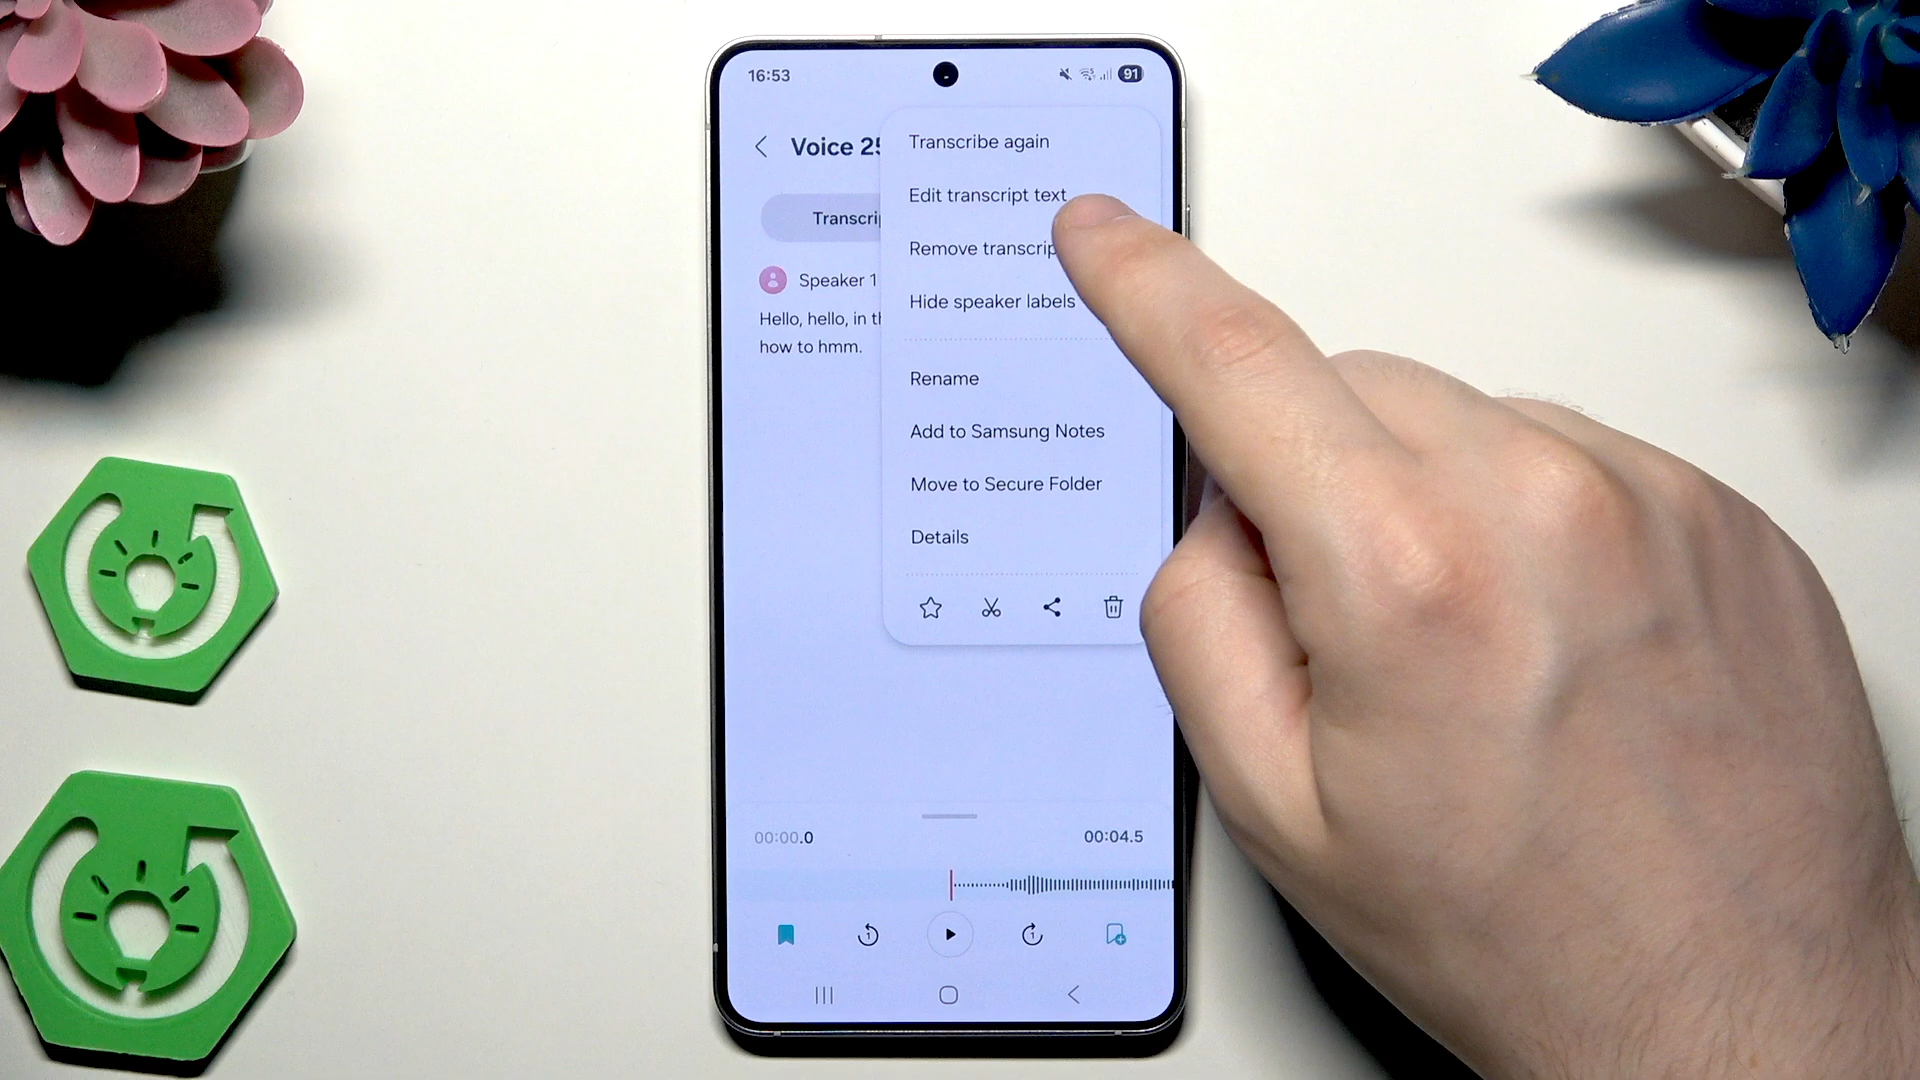 16:53
91
Voice 25
Transcribe again
Edit transcript text
Remove
Hide speaker labels
Speaker 1
Hello, hello, in
how to hmm.
Rename
Add to Samsung Notes
Move to Secure Folder
Details
00:00.0
00:04.5
1
1